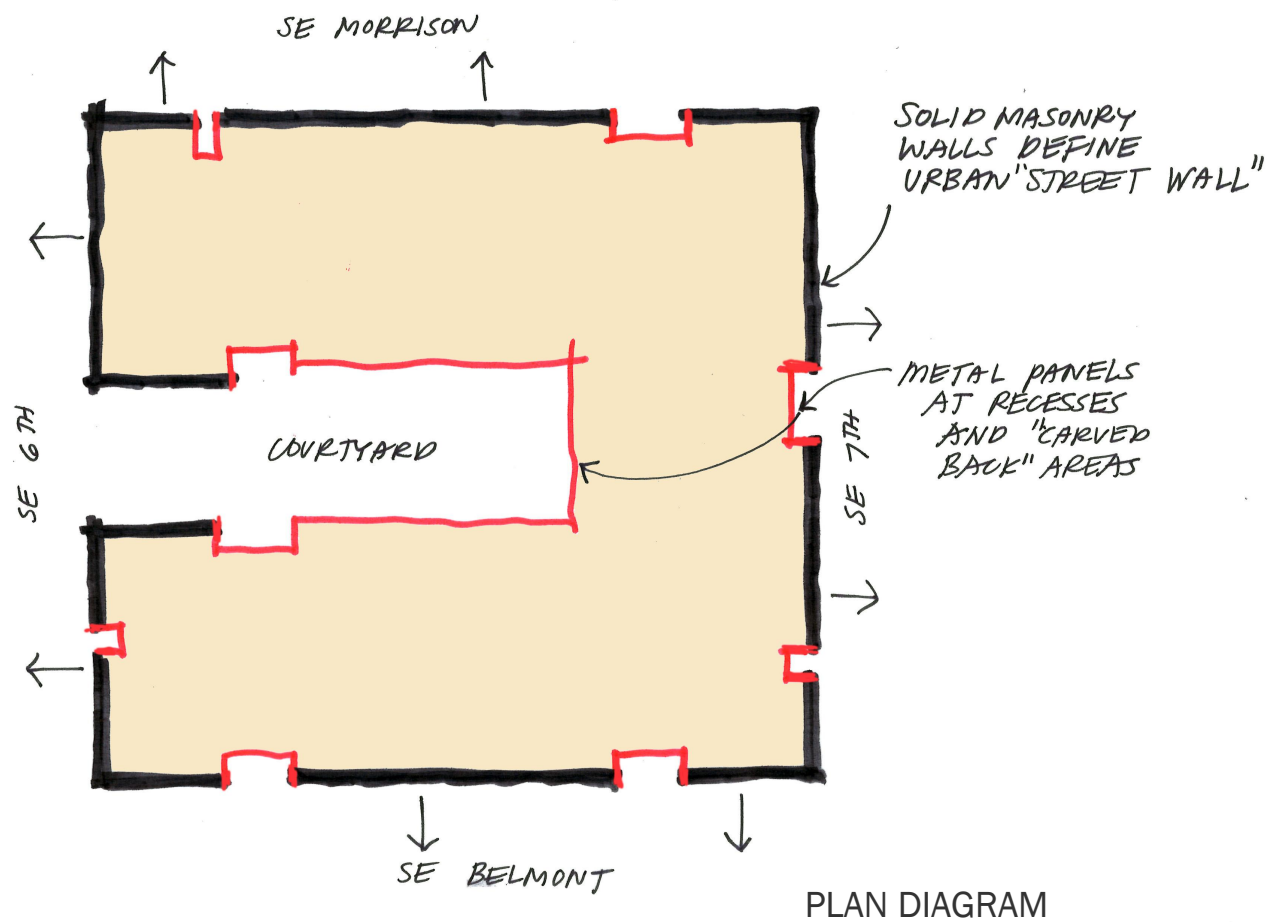 SE MORRISON
SOLID MASONRY
WALLS DEFINE
URBAN "STREET WALL"
METAL PANELS
AT RECESSES
AND "CARVED
BACK" AREAS
SE 6TH
COURTYARD
SE 7TH
SE BELMONT
PLAN DIAGRAM